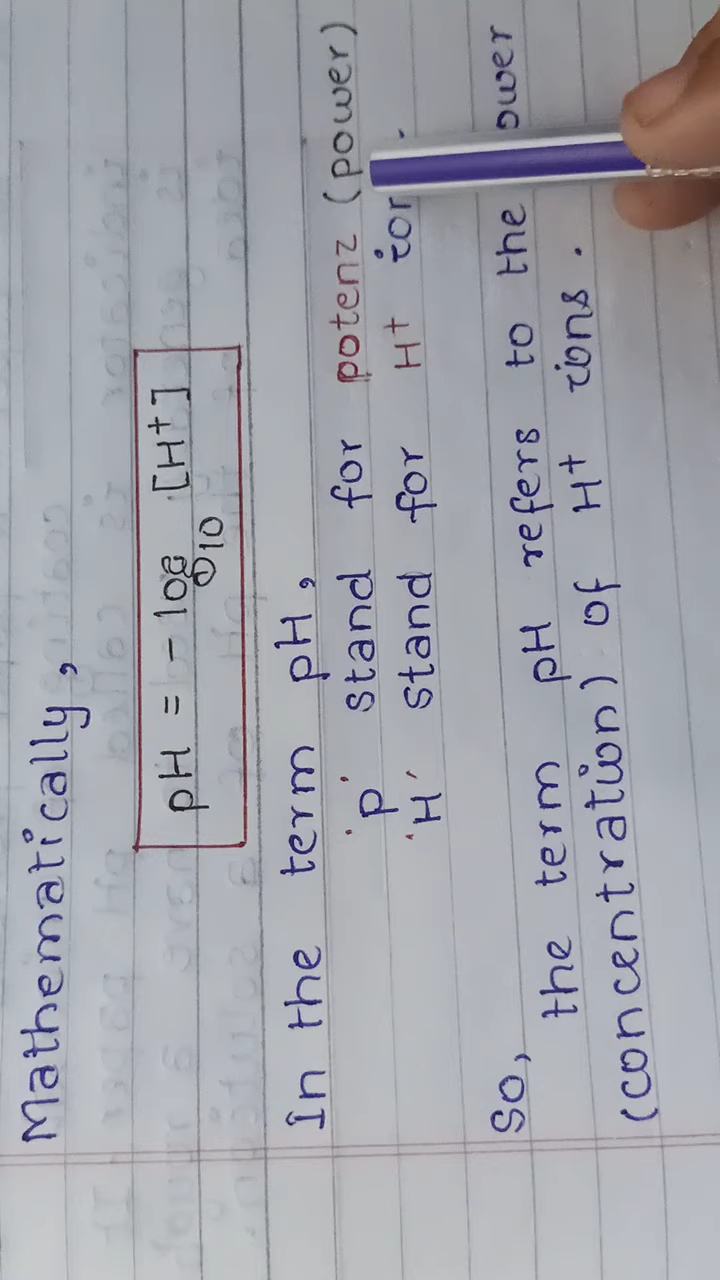 Mathematically,
pH = - log₁₀ [H⁺]
In the term pH,
'P' stand for potenz (power)
'H' stand for H⁺ ion.
So, the term pH refers to the power
(concentration) of H⁺ ions.